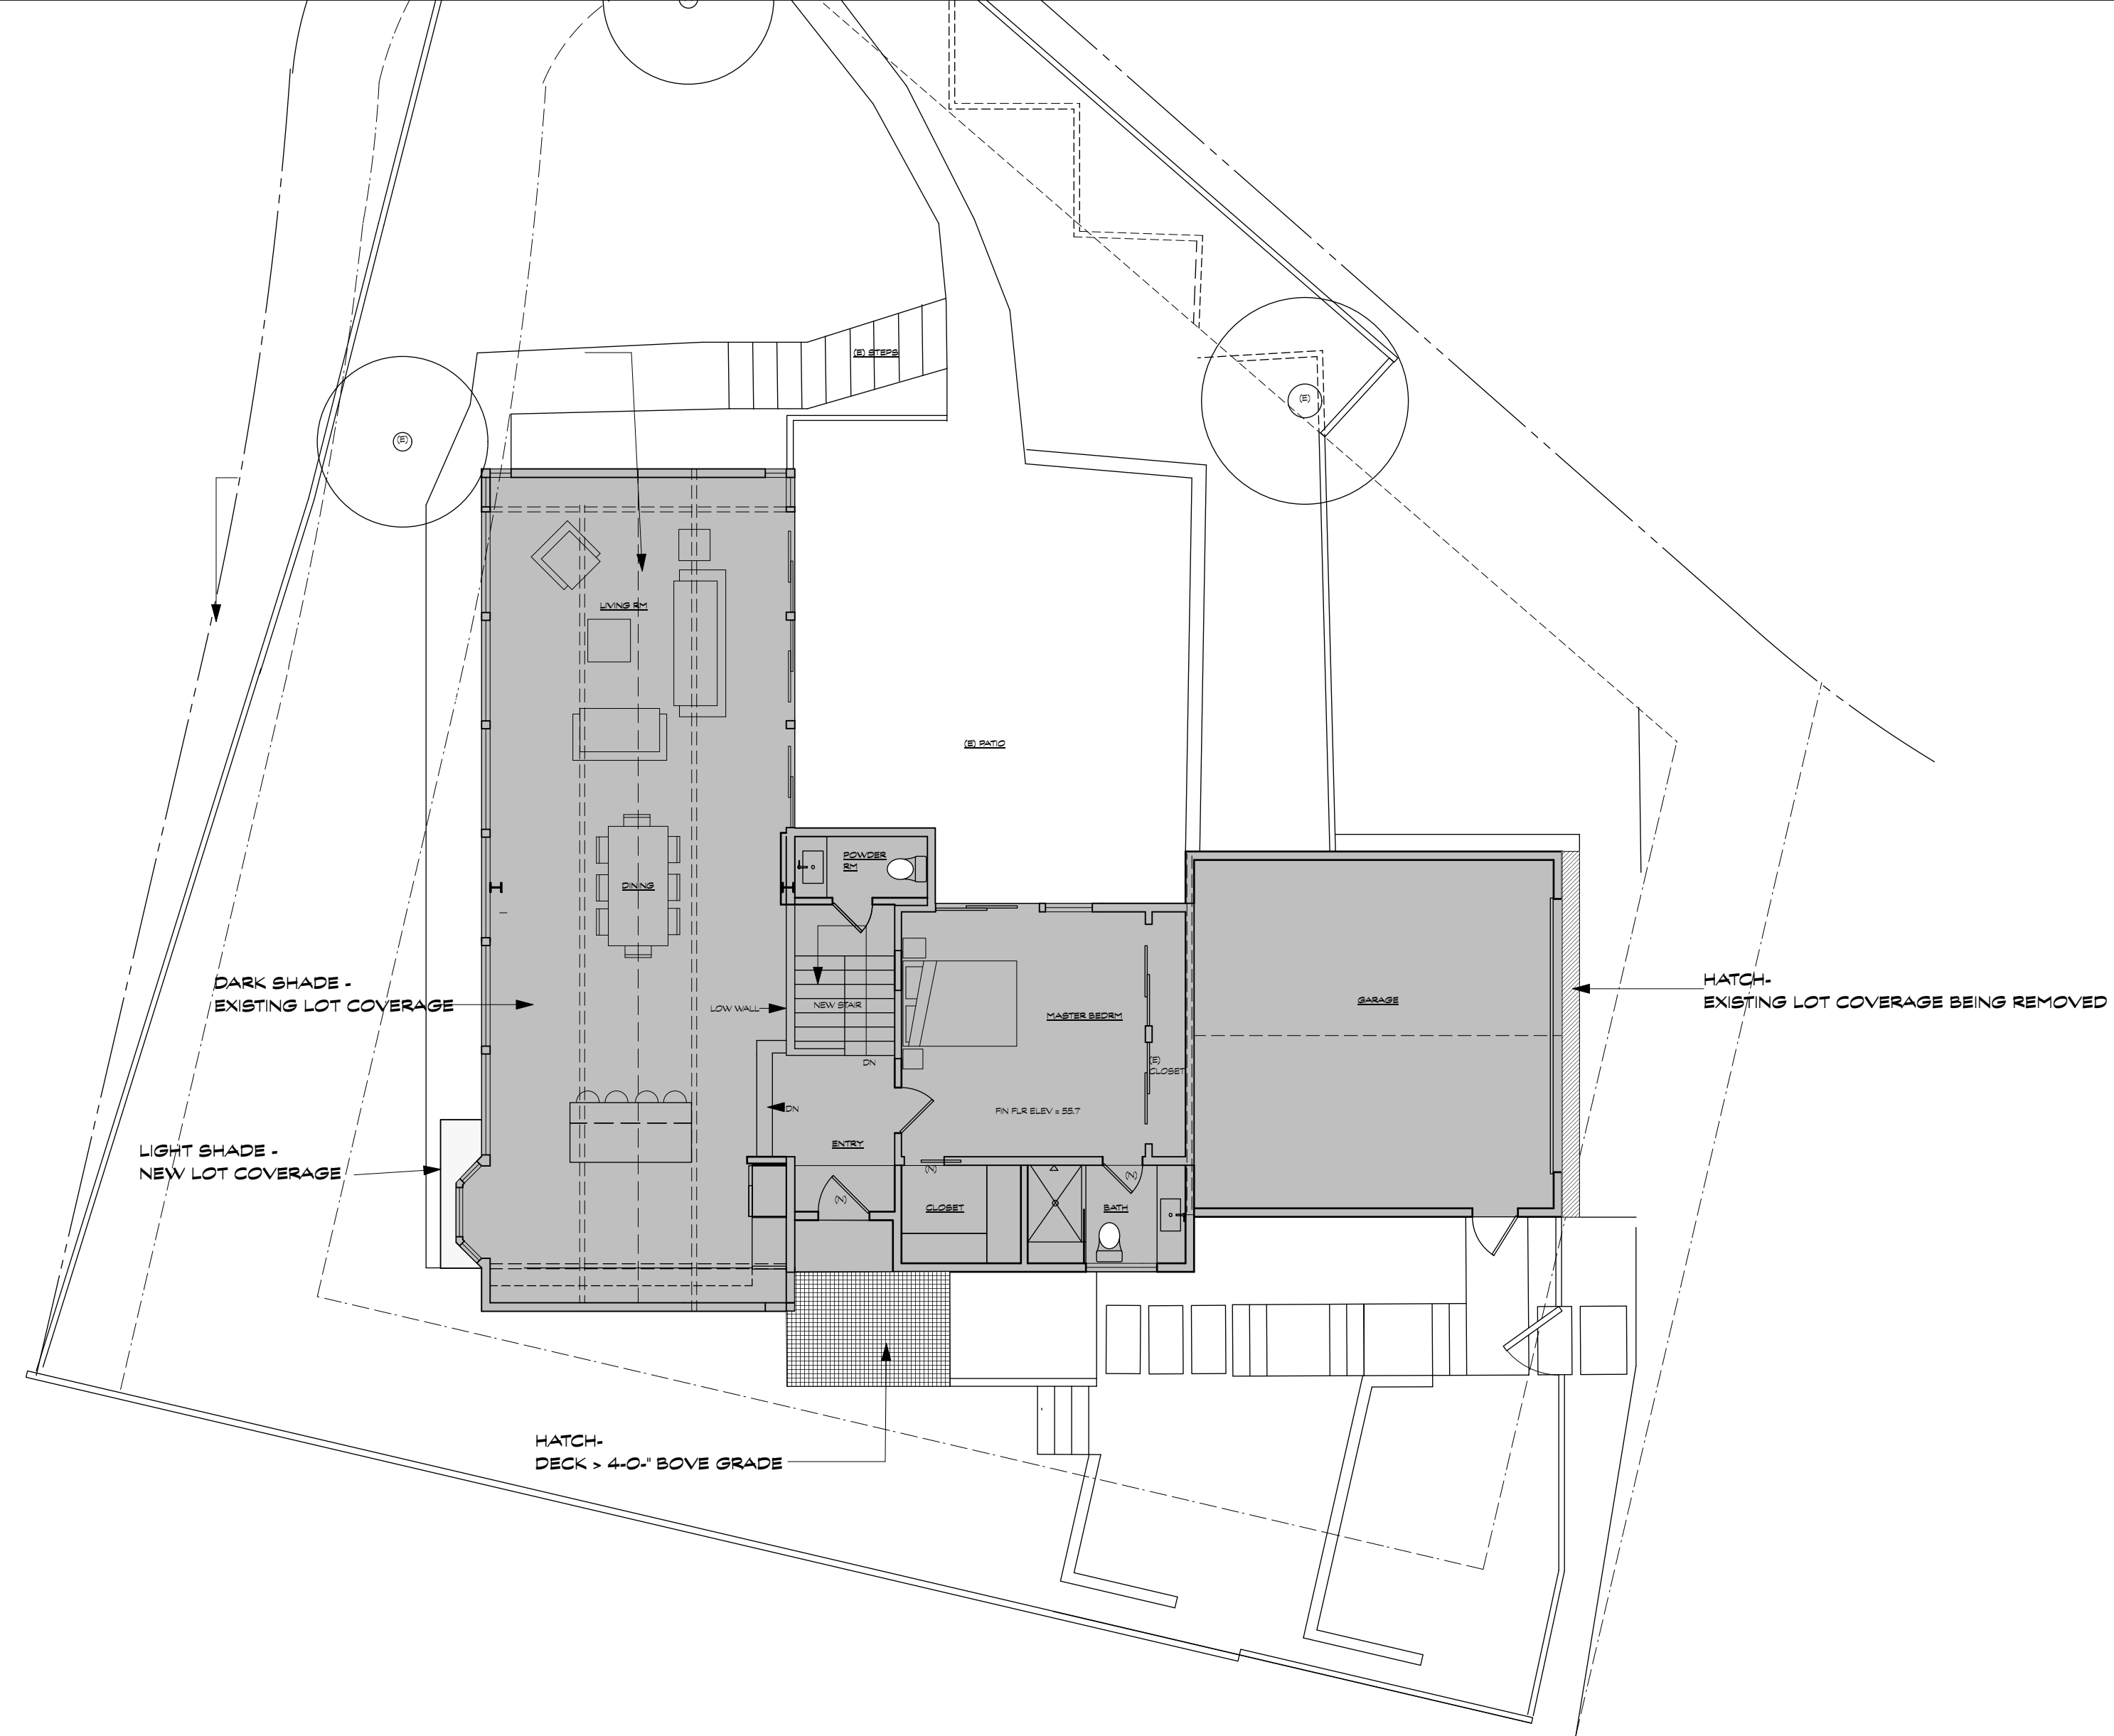 (E) STEPS
(E)
(E)
LIVING RM
(E) PATIO
POWDER
RM
DINING
DARK SHADE -
EXISTING LOT COVERAGE
LOW WALL
NEW STAIR
MASTER BEDRM
GARAGE
HATCH-
EXISTING LOT COVERAGE BEING REMOVED
DN
(E)
CLOSET
DN
FIN FLR ELEV = 55.7
ENTRY
LIGHT SHADE -
NEW LOT COVERAGE
(N)
(N)
(N)
CLOSET
BATH
HATCH-
DECK > 4-0-" BOVE GRADE